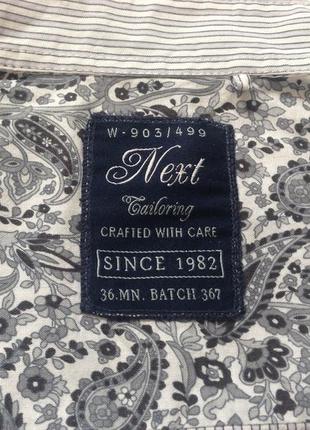 W-903/499
Next
Tailoring
CRAFTED WITH CARE
SINCE 1982
36.MN. BATCH 367